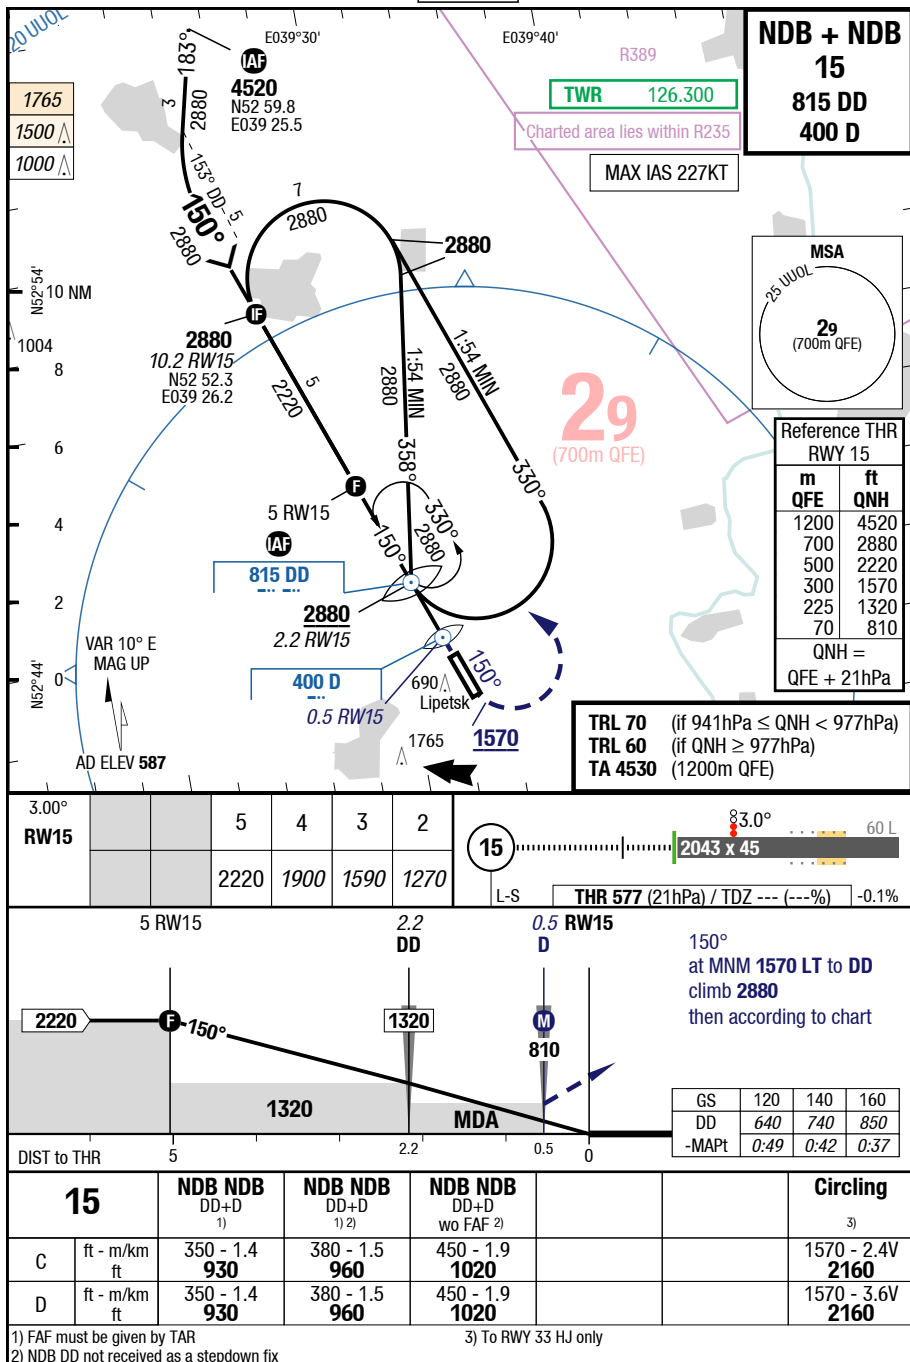 20 UUOL
183°
3
2880
IAF
4520
N52 59.8
E039 25.5
E039°30'
E039°40'
R389
TWR 126.300
Charted area lies within R235
MAX IAS 227KT
NDB + NDB
15
815 DD
400 D
1765
1500
1000
153° DD
5
150°
2880
7
2880
2880
N52°54'
10 NM
1004
8
6
4
2
0
N52°44'
IF
2880
10.2 RW15
N52 52.3
E039 26.2
5
2220
1:54 MIN
2880
358°
1:54 MIN
2880
330°
29
(700m QFE)
MSA
25 UUOL
29
(700m QFE)
Reference THR
RWY 15
m ft
QFE QNH
1200 4520
700 2880
500 2220
300 1570
225 1320
70 810
QNH =
QFE + 21hPa
F
5 RW15
150°
330°
2880
IAF
815 DD
2880
2.2 RW15
400 D
0.5 RW15
690
Lipetsk
150°
1570
1765
VAR 10° E
MAG UP
AD ELEV 587
TRL 70 (if 941hPa ≤ QNH < 977hPa)
TRL 60 (if QNH ≥ 977hPa)
TA 4530 (1200m QFE)
3.00°
RW15
5 4 3 2
2220 1900 1590 1270
15
3.0°
60 L
2043 x 45
L-S
THR 577 (21hPa) / TDZ --- (---%)
-0.1%
5 RW15
2.2
DD
0.5 RW15
D
2220
F
150°
1320
M
810
1320
MDA
150°
at MNM 1570 LT to DD
climb 2880
then according to chart
DIST to THR 5 2.2 0.5 0
GS 120 140 160
DD 640 740 850
-MAPt 0:49 0:42 0:37
15
NDB NDB
DD+D
1)
NDB NDB
DD+D
1) 2)
NDB NDB
DD+D
wo FAF 2)
Circling
3)
C ft - m/km 350 - 1.4 380 - 1.5 450 - 1.9 1570 - 2.4V
ft 930 960 1020 2160
D ft - m/km 350 - 1.4 380 - 1.5 450 - 1.9 1570 - 3.6V
ft 930 960 1020 2160
1) FAF must be given by TAR 3) To RWY 33 HJ only
2) NDB DD not received as a stepdown fix